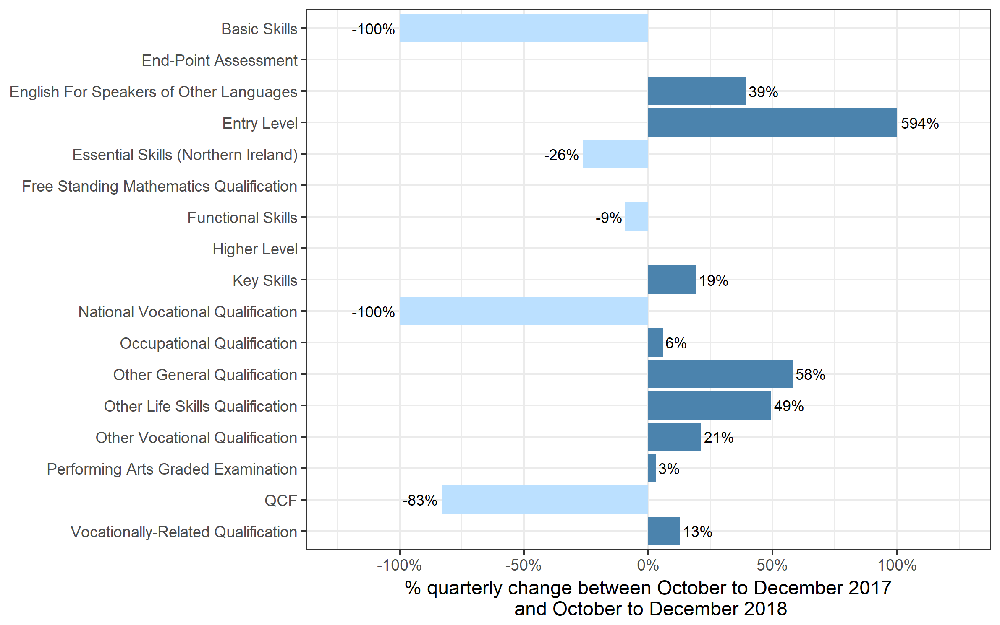 Basic Skills -100%
End-Point Assessment
English For Speakers of Other Languages 39%
Entry Level 594%
Essential Skills (Northern Ireland) -26%
Free Standing Mathematics Qualification
Functional Skills -9%
Higher Level
Key Skills 19%
National Vocational Qualification -100%
Occupational Qualification 6%
Other General Qualification 58%
Other Life Skills Qualification 49%
Other Vocational Qualification 21%
Performing Arts Graded Examination 3%
QCF -83%
Vocationally-Related Qualification 13%
-100% -50% 0% 50% 100%
% quarterly change between October to December 2017
and October to December 2018